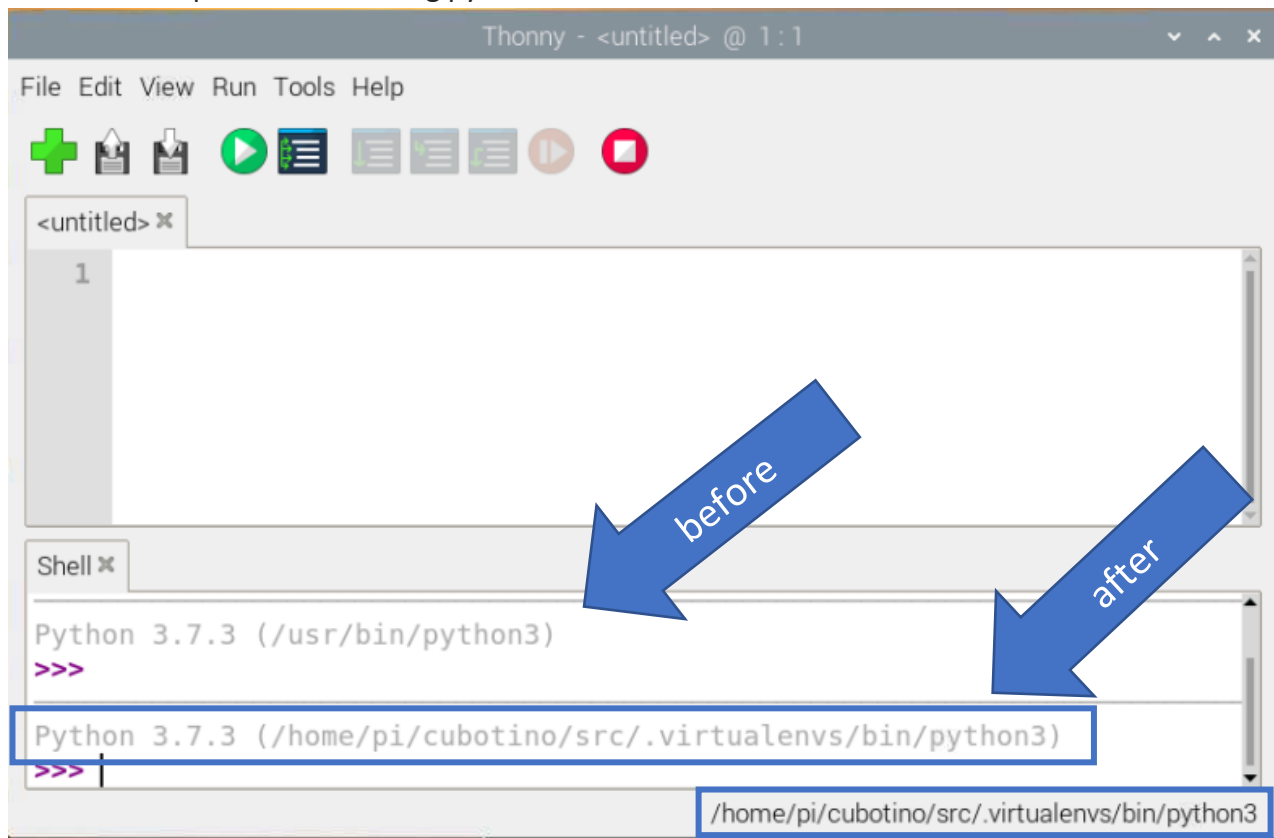 Thonny - <untitled> @ 1:1
File Edit View Run Tools Help
<untitled>
1
before
after
Shell
Python 3.7.3 (/usr/bin/python3)
>>>
Python 3.7.3 (/home/pi/cubotino/src/.virtualenvs/bin/python3)
>>>
/home/pi/cubotino/src/.virtualenvs/bin/python3